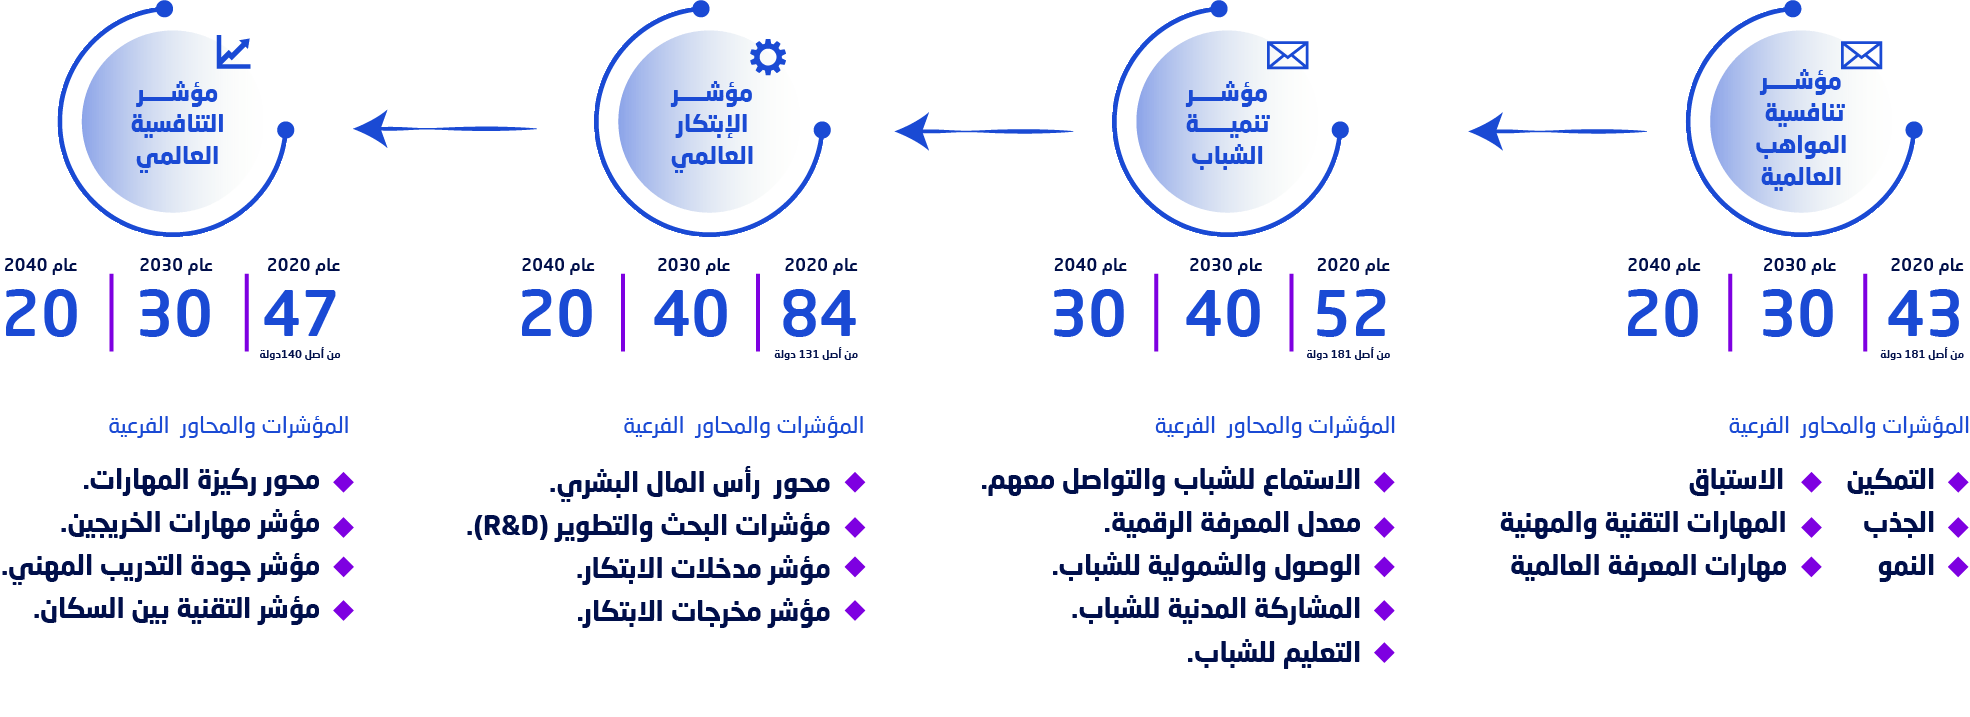 مؤشـــر
تنافسية
المواهب
العالمية
عام 2020
43
من أصل 181 دولة
عام 2030
30
عام 2040
20
المؤشرات والمحاور الفرعية
التمكين
الجذب
النمو
الاستباق
المهارات التقنية والمهنية
مهارات المعرفة العالمية
مؤشـــر
تنميـــة
الشباب
عام 2020
52
من أصل 181 دولة
عام 2030
40
عام 2040
30
المؤشرات والمحاور الفرعية
الاستماع للشباب والتواصل معهم.
معدل المعرفة الرقمية.
الوصول والشمولية للشباب.
المشاركة المدنية للشباب.
التعليم للشباب.
مؤشـــر
الإبتكار
العالمي
عام 2020
84
من أصل 131 دولة
عام 2030
40
عام 2040
20
المؤشرات والمحاور الفرعية
محور رأس المال البشري.
مؤشرات البحث والتطوير (R&D).
مؤشر مدخلات الابتكار.
مؤشر مخرجات الابتكار.
مؤشـــر
التنافسية
العالمي
عام 2020
47
من أصل 140دولة
عام 2030
30
عام 2040
20
المؤشرات والمحاور الفرعية
محور ركيزة المهارات.
مؤشر مهارات الخريجين.
مؤشر جودة التدريب المهني.
مؤشر التقنية بين السكان.